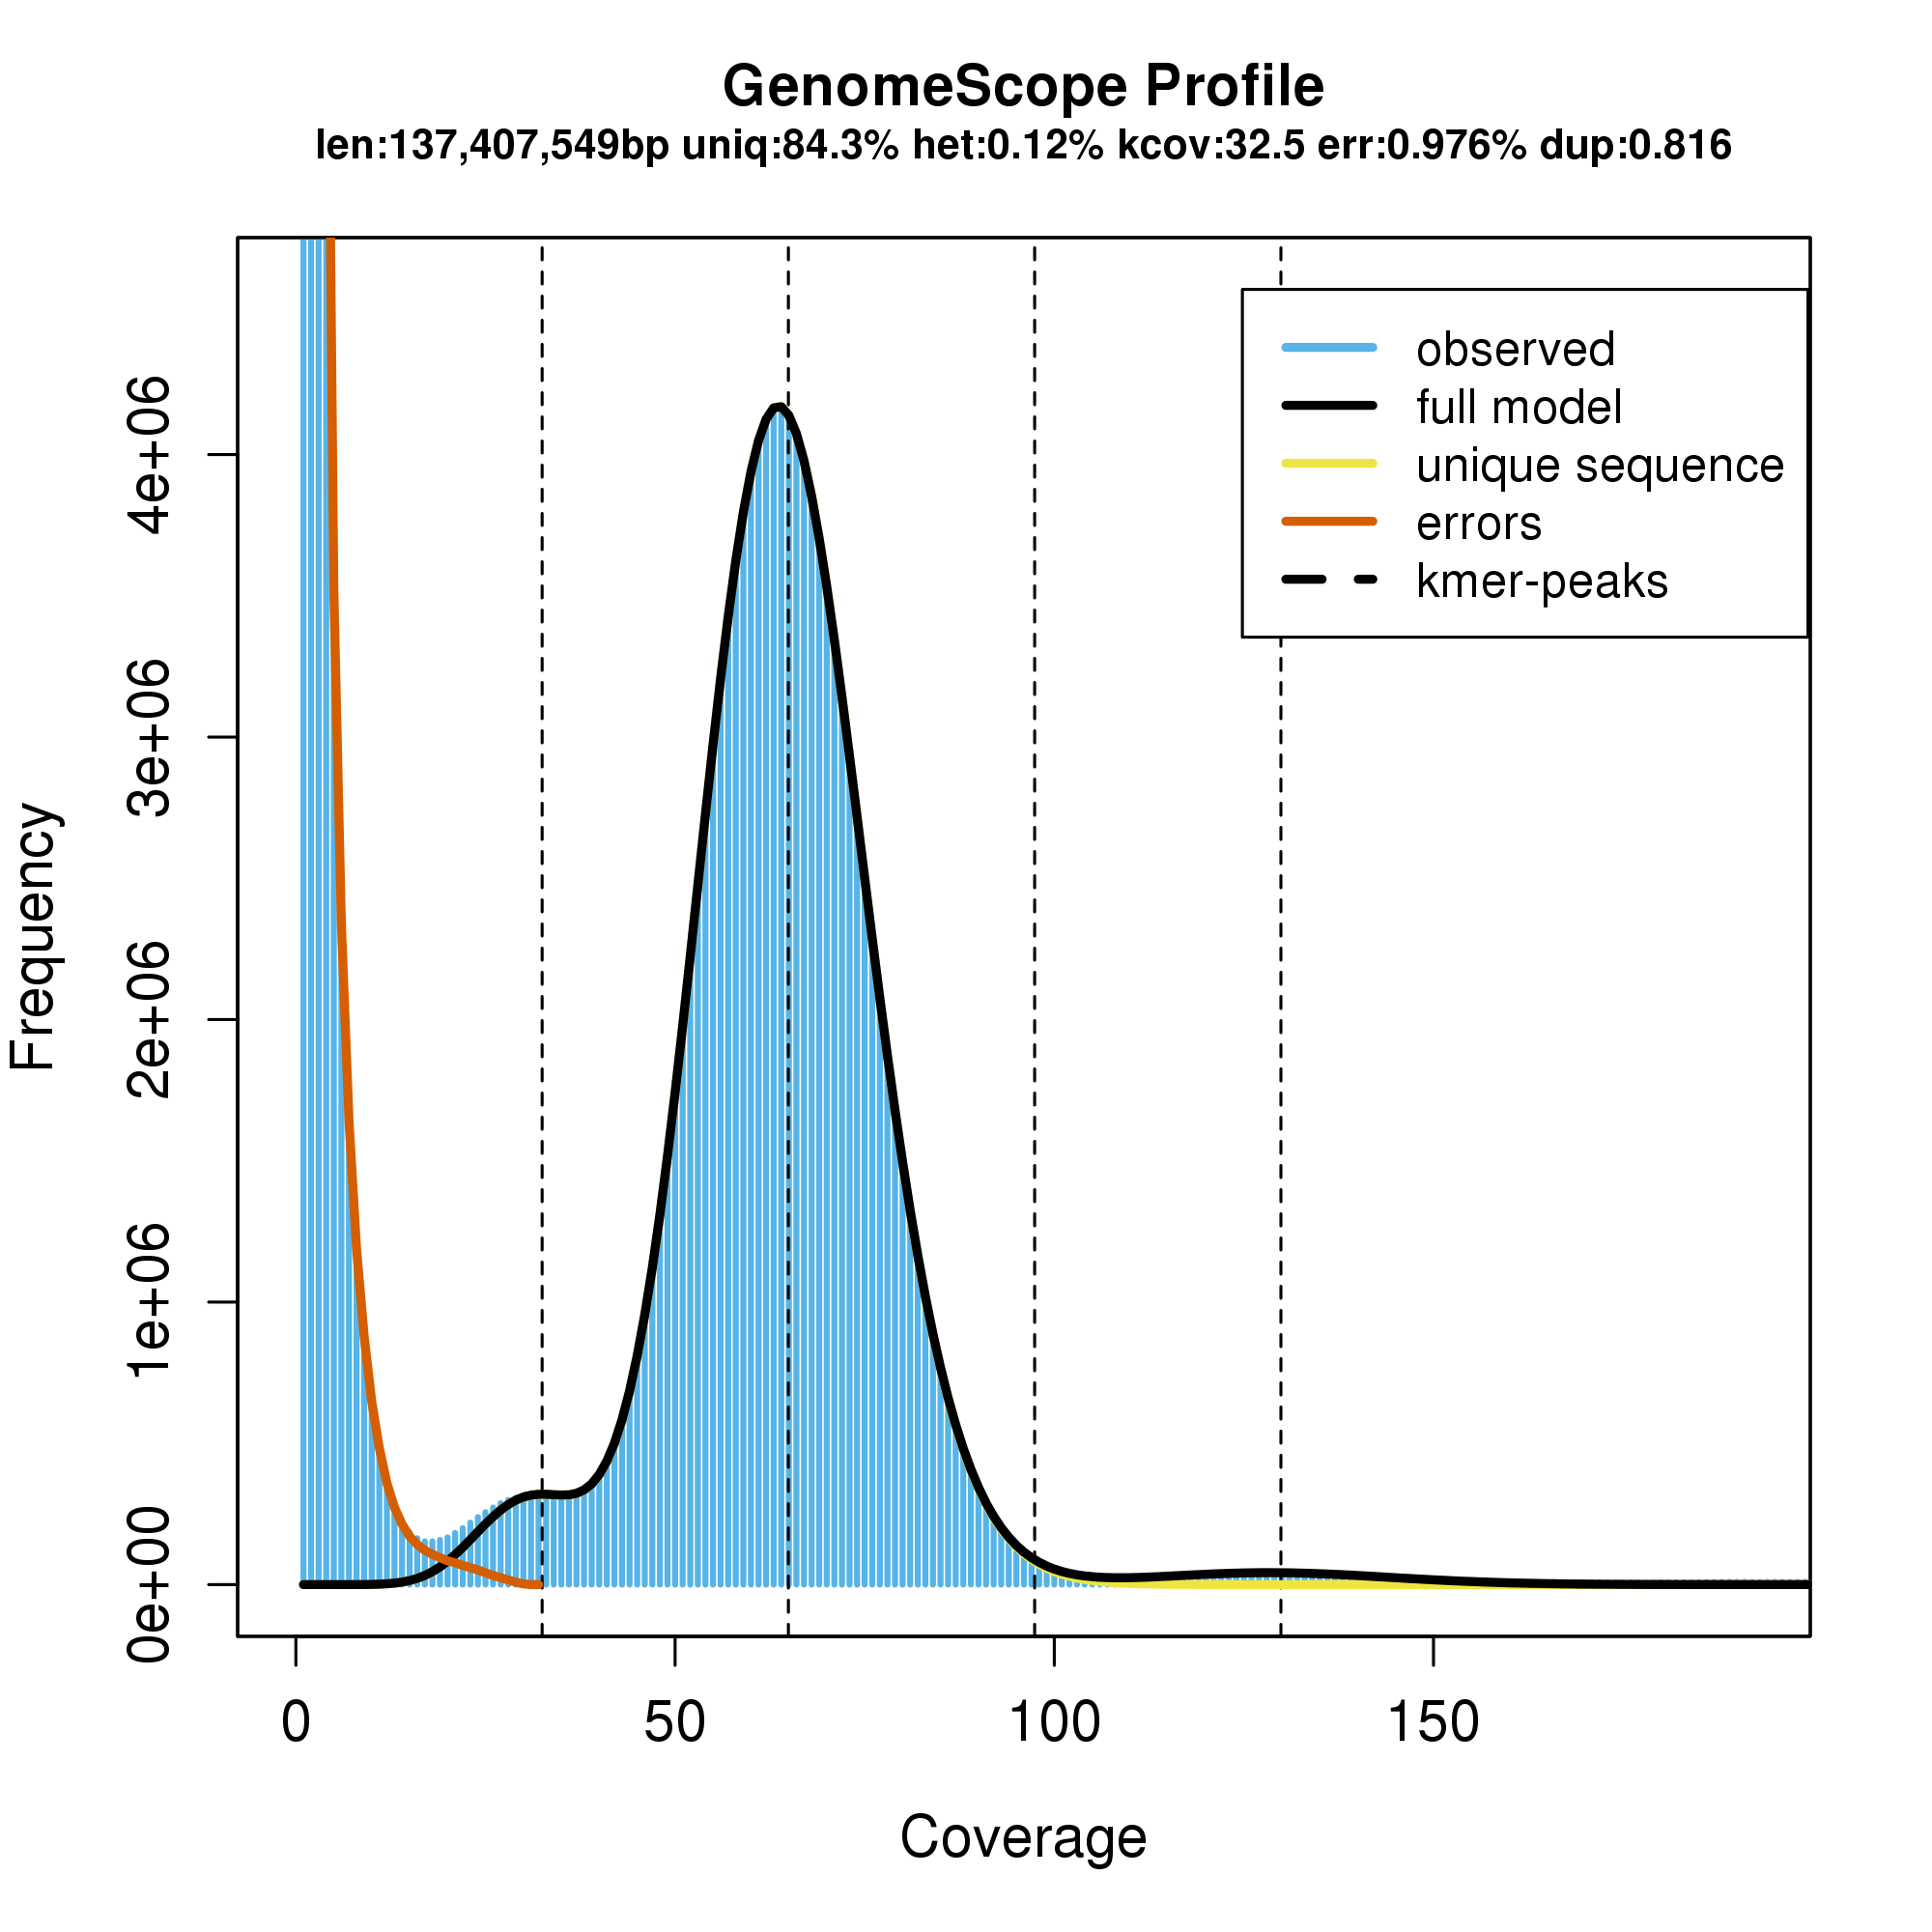 GenomeScope Profile
len:137,407,549bp uniq:84.3% het:0.12% kcov:32.5 err:0.976% dup:0.816
observed
full model
unique sequence
errors
kmer-peaks
Frequency
4e+06
3e+06
2e+06
1e+06
0e+00
0 50 100 150
Coverage